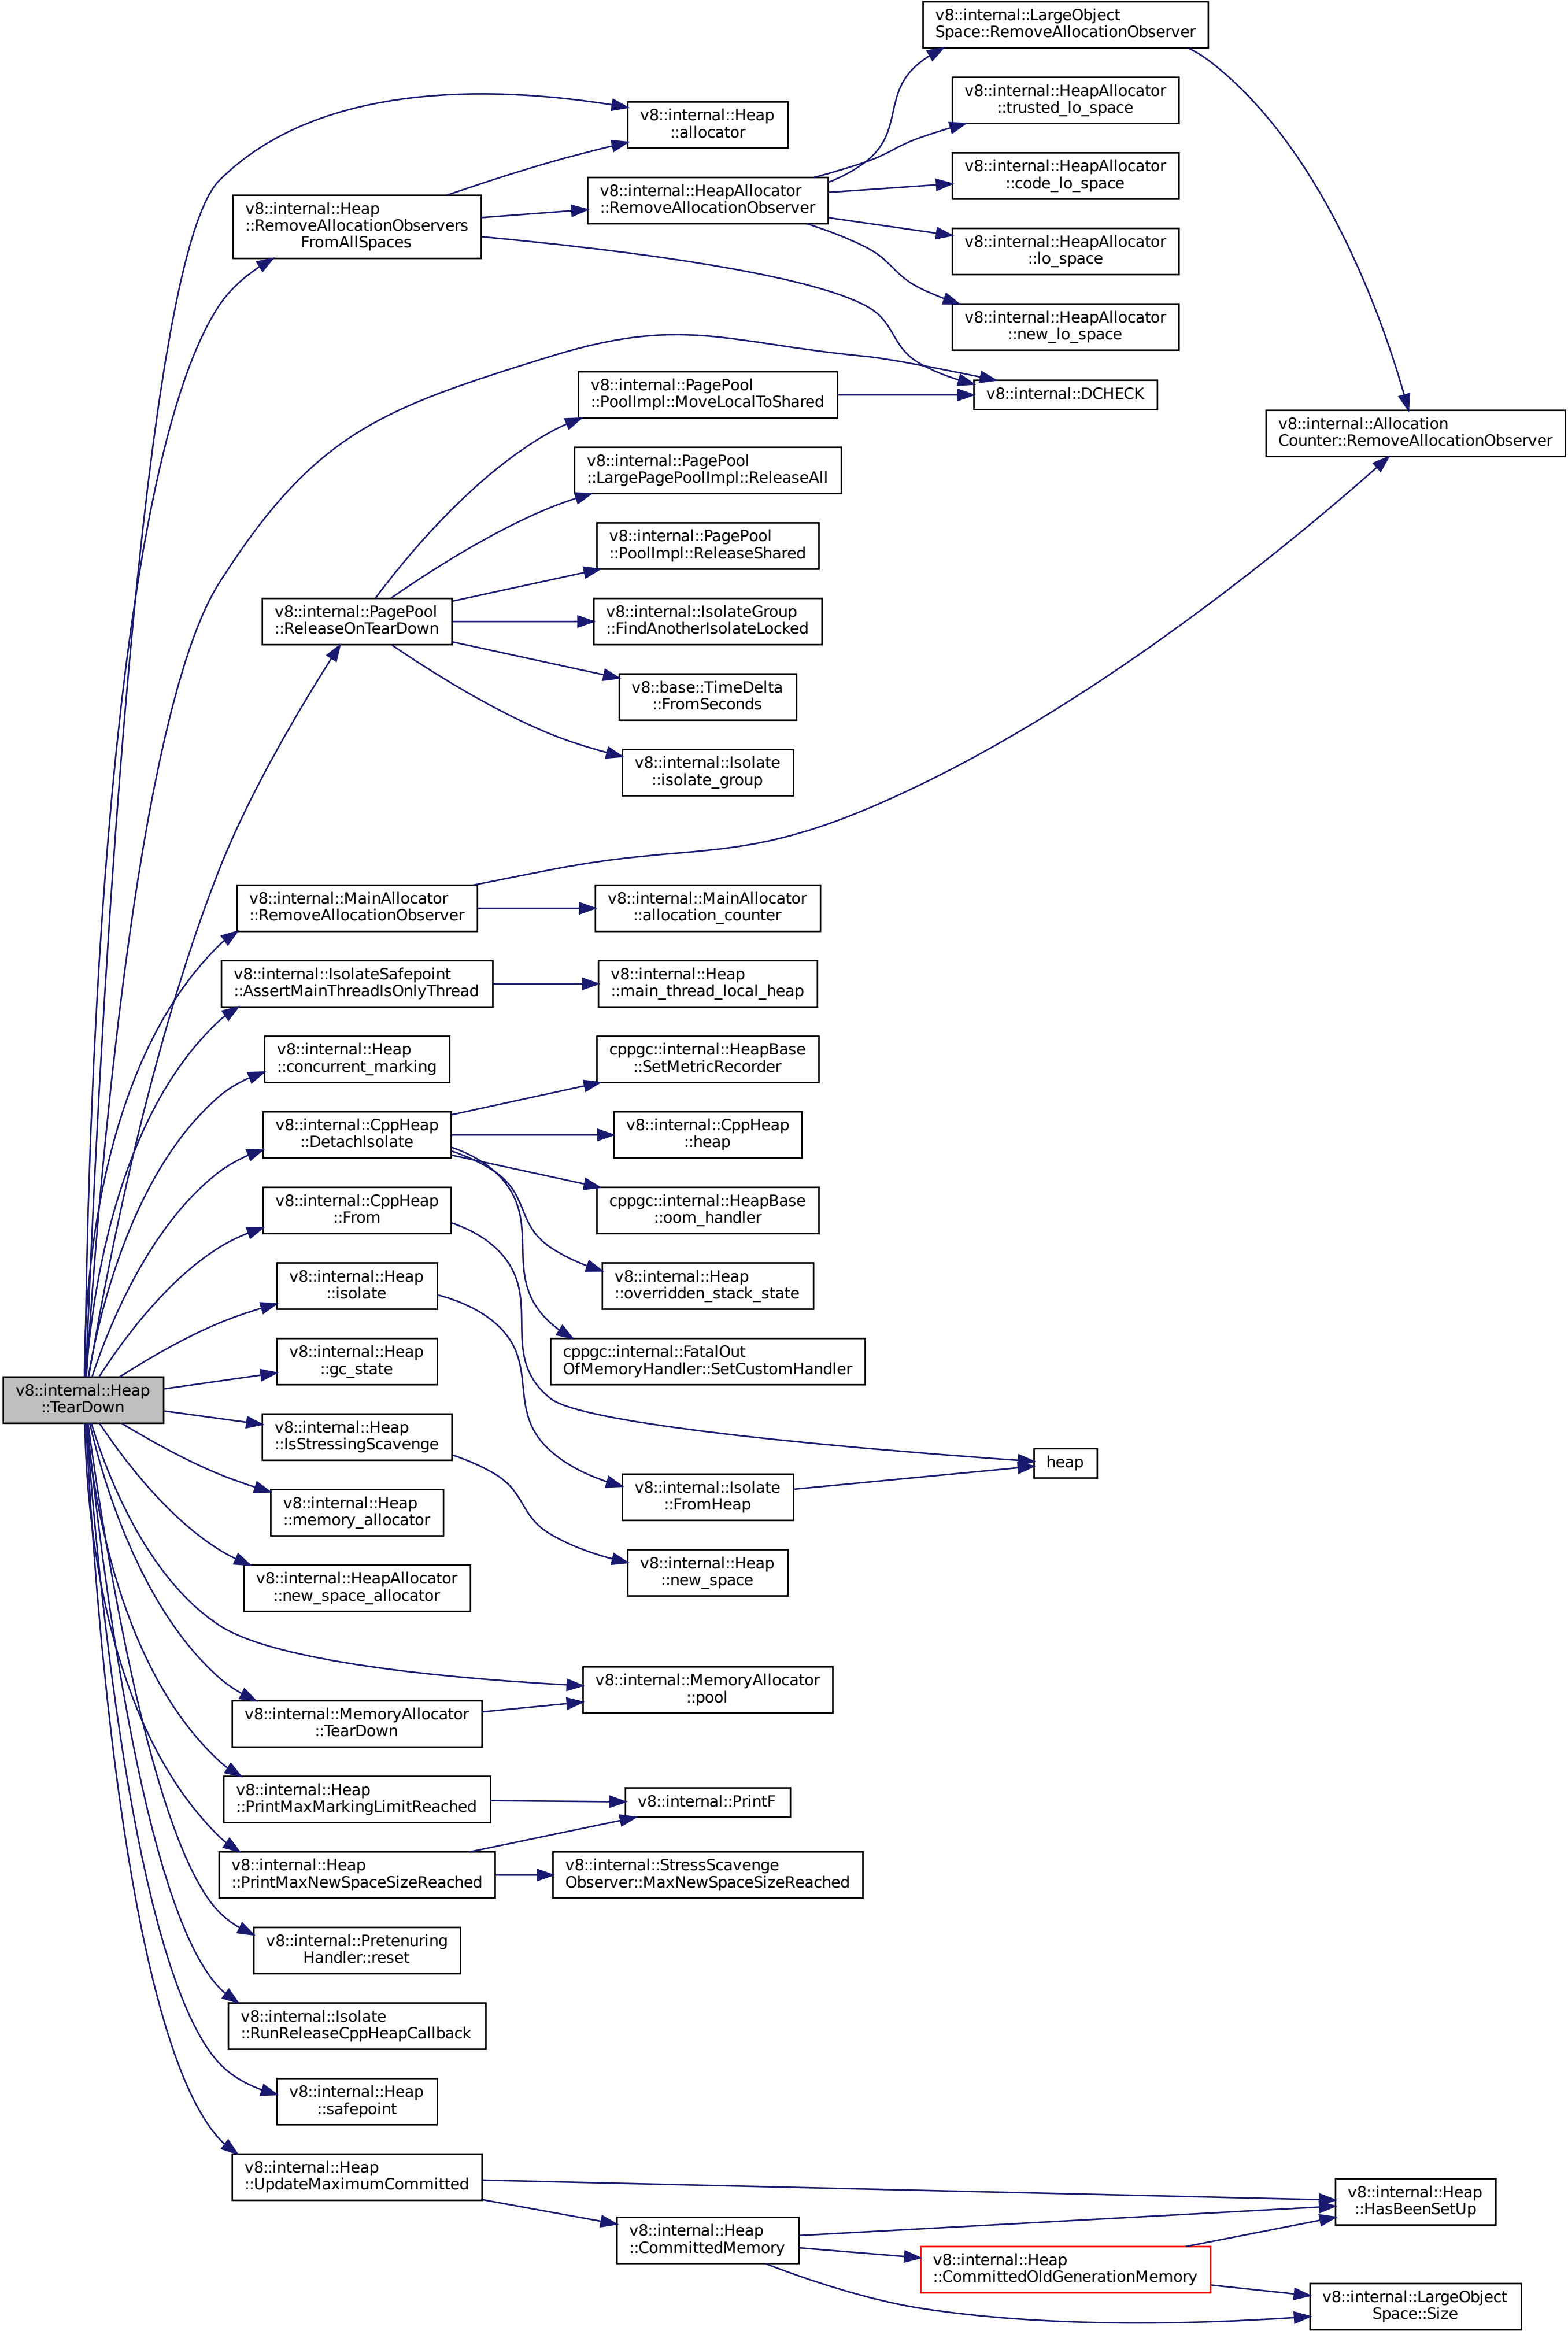 v8::internal::LargeObject
Space::RemoveAllocationObserver
v8::internal::HeapAllocator
::trusted_lo_space
v8::internal::Heap
::allocator
v8::internal::HeapAllocator
::code_lo_space
v8::internal::HeapAllocator
::RemoveAllocationObserver
v8::internal::Heap
::RemoveAllocationObservers
FromAllSpaces
v8::internal::HeapAllocator
::lo_space
v8::internal::HeapAllocator
::new_lo_space
v8::internal::PagePool
::PoolImpl::MoveLocalToShared
v8::internal::DCHECK
v8::internal::Allocation
Counter::RemoveAllocationObserver
v8::internal::PagePool
::LargePagePoolImpl::ReleaseAll
v8::internal::PagePool
::PoolImpl::ReleaseShared
v8::internal::PagePool
::ReleaseOnTearDown
v8::internal::IsolateGroup
::FindAnotherIsolateLocked
v8::base::TimeDelta
::FromSeconds
v8::internal::Isolate
::isolate_group
v8::internal::MainAllocator
::RemoveAllocationObserver
v8::internal::MainAllocator
::allocation_counter
v8::internal::IsolateSafepoint
::AssertMainThreadIsOnlyThread
v8::internal::Heap
::main_thread_local_heap
v8::internal::Heap
::concurrent_marking
cppgc::internal::HeapBase
::SetMetricRecorder
v8::internal::CppHeap
::DetachIsolate
v8::internal::CppHeap
::heap
v8::internal::CppHeap
::From
cppgc::internal::HeapBase
::oom_handler
v8::internal::Heap
::isolate
v8::internal::Heap
::overridden_stack_state
v8::internal::Heap
::gc_state
cppgc::internal::FatalOut
OfMemoryHandler::SetCustomHandler
v8::internal::Heap
::TearDown
v8::internal::Heap
::IsStressingScavenge
heap
v8::internal::Heap
::memory_allocator
v8::internal::Isolate
::FromHeap
v8::internal::HeapAllocator
::new_space_allocator
v8::internal::Heap
::new_space
v8::internal::MemoryAllocator
::pool
v8::internal::MemoryAllocator
::TearDown
v8::internal::Heap
::PrintMaxMarkingLimitReached
v8::internal::PrintF
v8::internal::Heap
::PrintMaxNewSpaceSizeReached
v8::internal::StressScavenge
Observer::MaxNewSpaceSizeReached
v8::internal::Pretenuring
Handler::reset
v8::internal::Isolate
::RunReleaseCppHeapCallback
v8::internal::Heap
::safepoint
v8::internal::Heap
::UpdateMaximumCommitted
v8::internal::Heap
::HasBeenSetUp
v8::internal::Heap
::CommittedMemory
v8::internal::Heap
::CommittedOldGenerationMemory
v8::internal::LargeObject
Space::Size